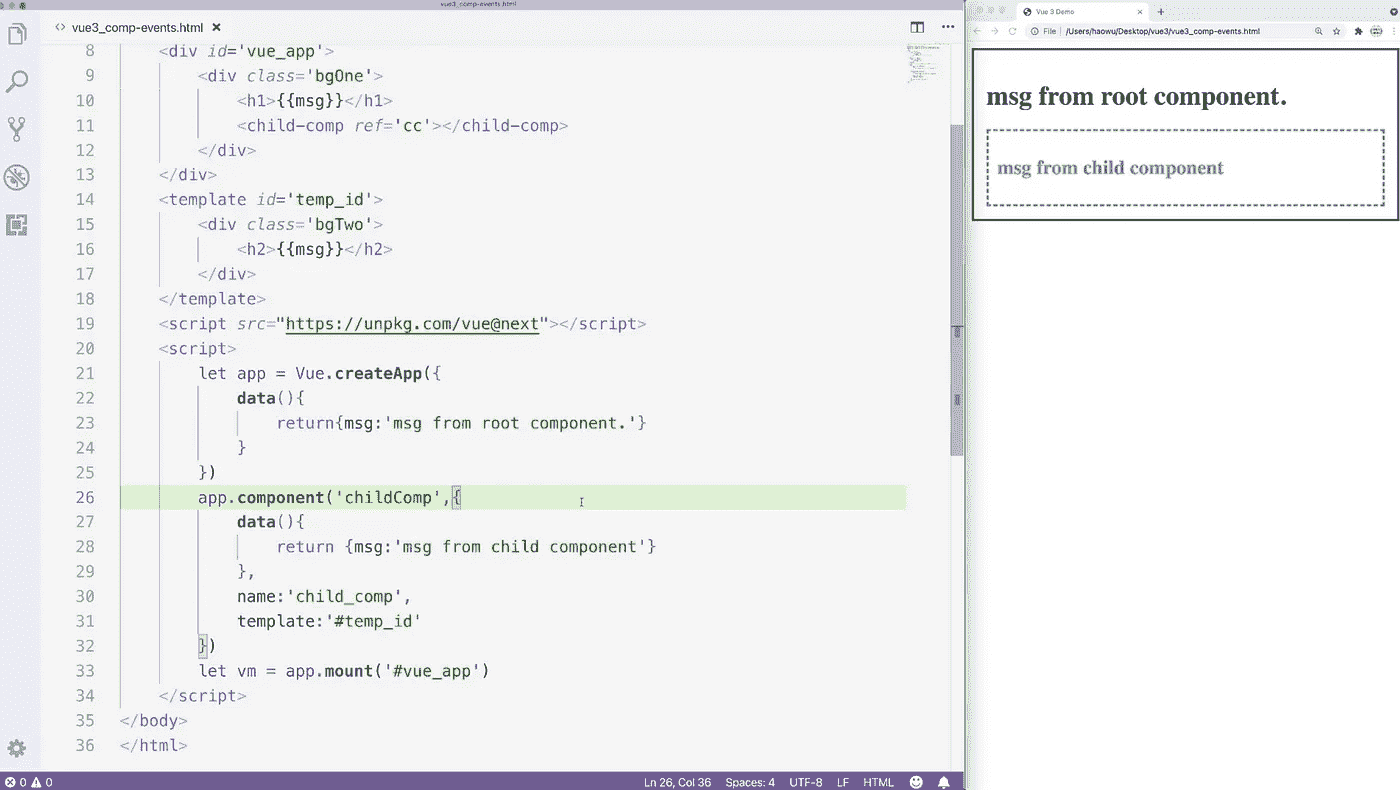 vue3_comp-events.html
<> vue3_comp-events.html ×
8 <div id='vue_app'>
9 <div class='bgOne'>
10 <h1>{{msg}}</h1>
11 <child-comp ref='cc'></child-comp>
12 </div>
13 </div>
14 <template id='temp_id'>
15 <div class='bgTwo'>
16 <h2>{{msg}}</h2>
17 </div>
18 </template>
19 <script src="https://unpkg.com/vue@next"></script>
20 <script>
21 let app = Vue.createApp({
22 data(){
23 return{msg:'msg from root component.'}
24 }
25 })
26 app.component('childComp',{
27 data(){
28 return {msg:'msg from child component'}
29 },
30 name:'child_comp',
31 template:'#temp_id'
32 })
33 let vm = app.mount('#vue_app')
34 </script>
35 </body>
36 </html>
0 0 Ln 26, Col 36 Spaces: 4 UTF-8 LF HTML
Vue 3 Demo
File | /Users/haowu/Desktop/vue3/vue3_comp-events.html
msg from root component.
msg from child component